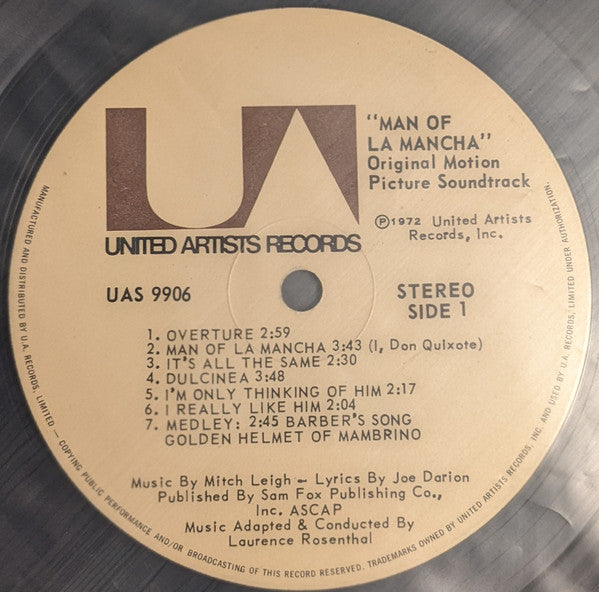 UA
UNITED ARTISTS RECORDS
"MAN OF
LA MANCHA"
Original Motion
Picture Soundtrack
Ⓟ1972 United Artists
Records, Inc.
UAS 9906
STEREO
SIDE 1
1. OVERTURE 2:59
2. MAN OF LA MANCHA 3:43 (I, Don Quixote)
3. IT'S ALL THE SAME 2:30
4. DULCINEA 3:48
5. I'M ONLY THINKING OF HIM 2:17
6. I REALLY LIKE HIM 2:04
7. MEDLEY: 2:45 BARBER'S SONG
GOLDEN HELMET OF MAMBRINO
Music By Mitch Leigh – Lyrics By Joe Darion
Published By Sam Fox Publishing Co.,
Inc. ASCAP
Music Adapted & Conducted By
Laurence Rosenthal
MANUFACTURED AND DISTRIBUTED BY U.A. RECORDS, LIMITED — COPYING PUBLIC PERFORMANCE AND/OR BROADCASTING OF THIS RECORD RESERVED. TRADEMARKS OWNED BY UNITED ARTISTS RECORDS, INC. AND USED BY U.A. RECORDS, LIMITED UNDER AUTHORIZATION.